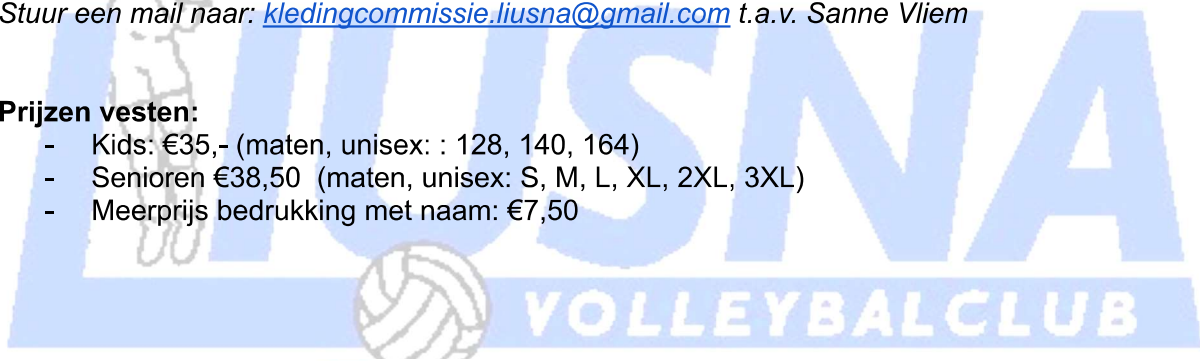 Stuur een mail naar: kledingcommissie.liusna@gmail.com t.a.v. Sanne Vliem
Prijzen vesten:
- Kids: €35,- (maten, unisex: : 128, 140, 164)
- Senioren €38,50 (maten, unisex: S, M, L, XL, 2XL, 3XL)
- Meerprijs bedrukking met naam: €7,50
LIUSNA
VOLLEYBALCLUB